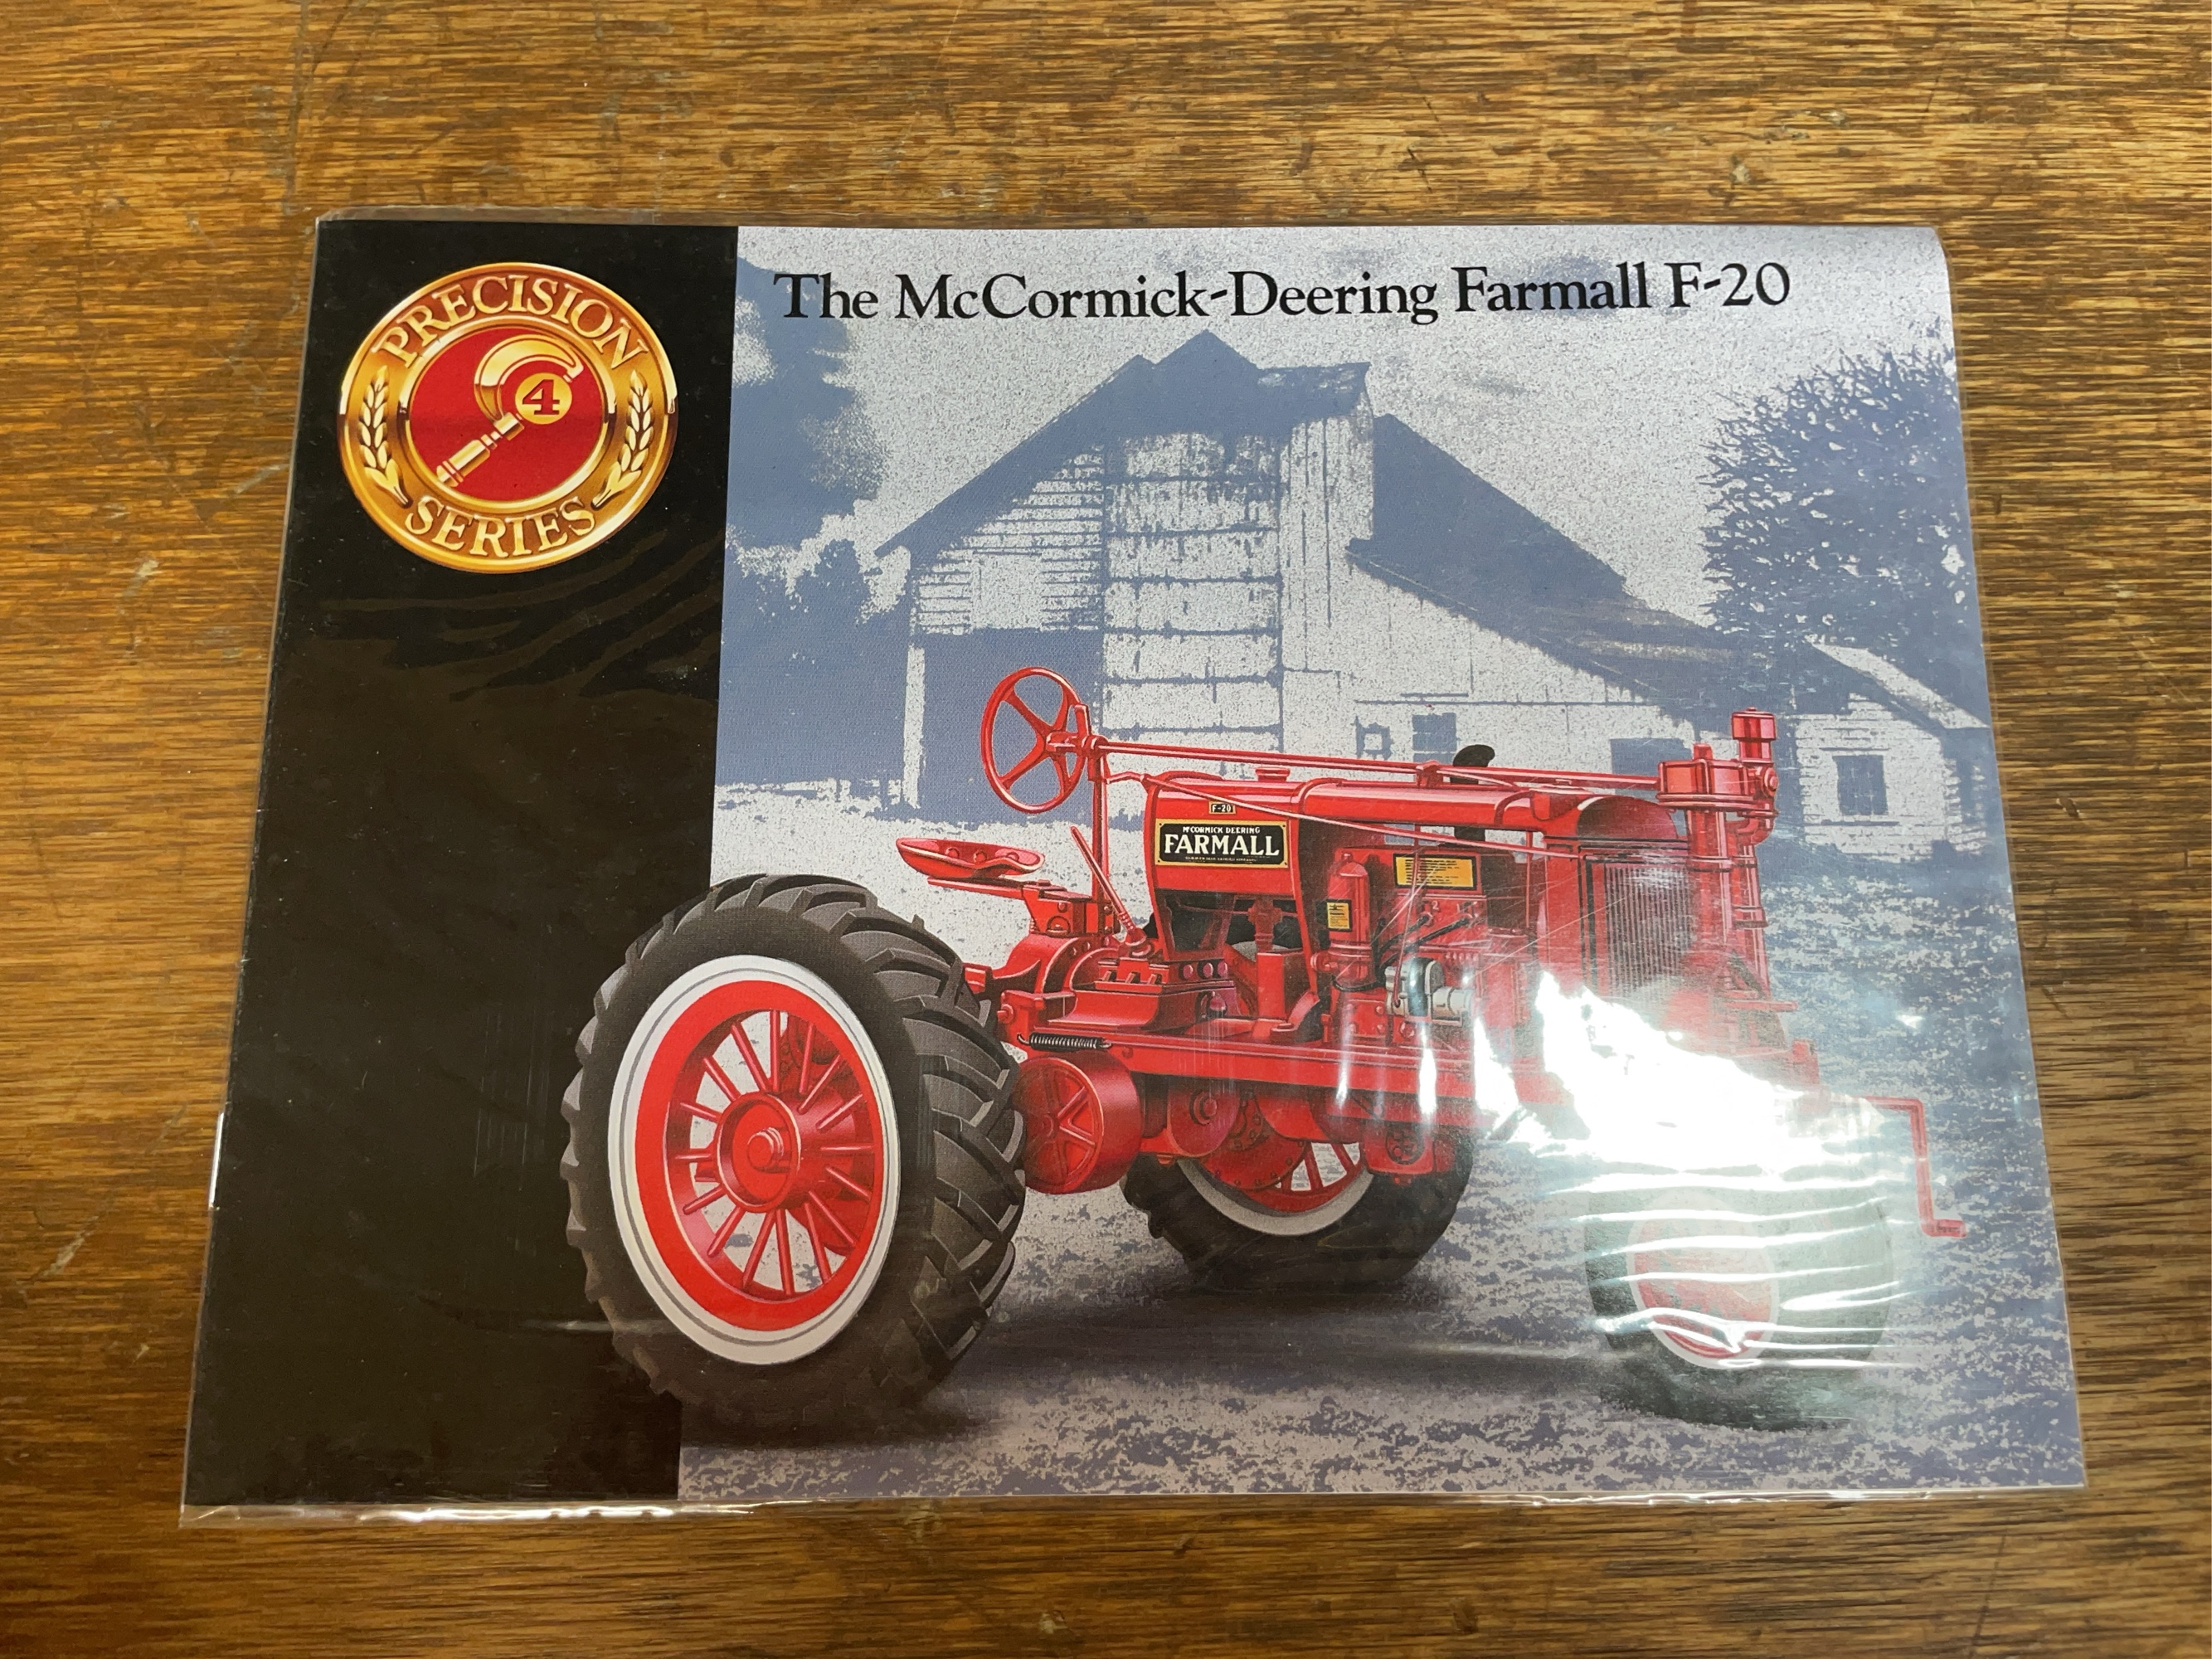 PRECISION
4
SERIES
The McCormick-Deering Farmall F-20
F-20
McCORMICK DEERING
FARMALL